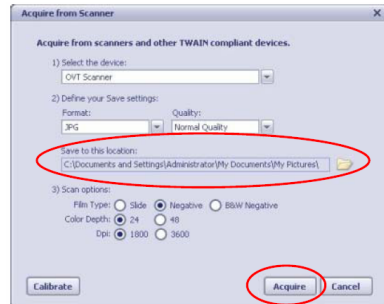 Acquire from Scanner
Acquire from scanners and other TWAIN compliant devices.
1) Select the device:
OVT Scanner
2) Define your Save settings:
Format: Quality:
JPG Normal Quality
Save to this location:
C:\Documents and Settings\Administrator\My Documents\My Pictures\
3) Scan options:
Film Type: Slide Negative B&W Negative
Color Depth: 24 48
Dpi: 1800 3600
Calibrate Acquire Cancel